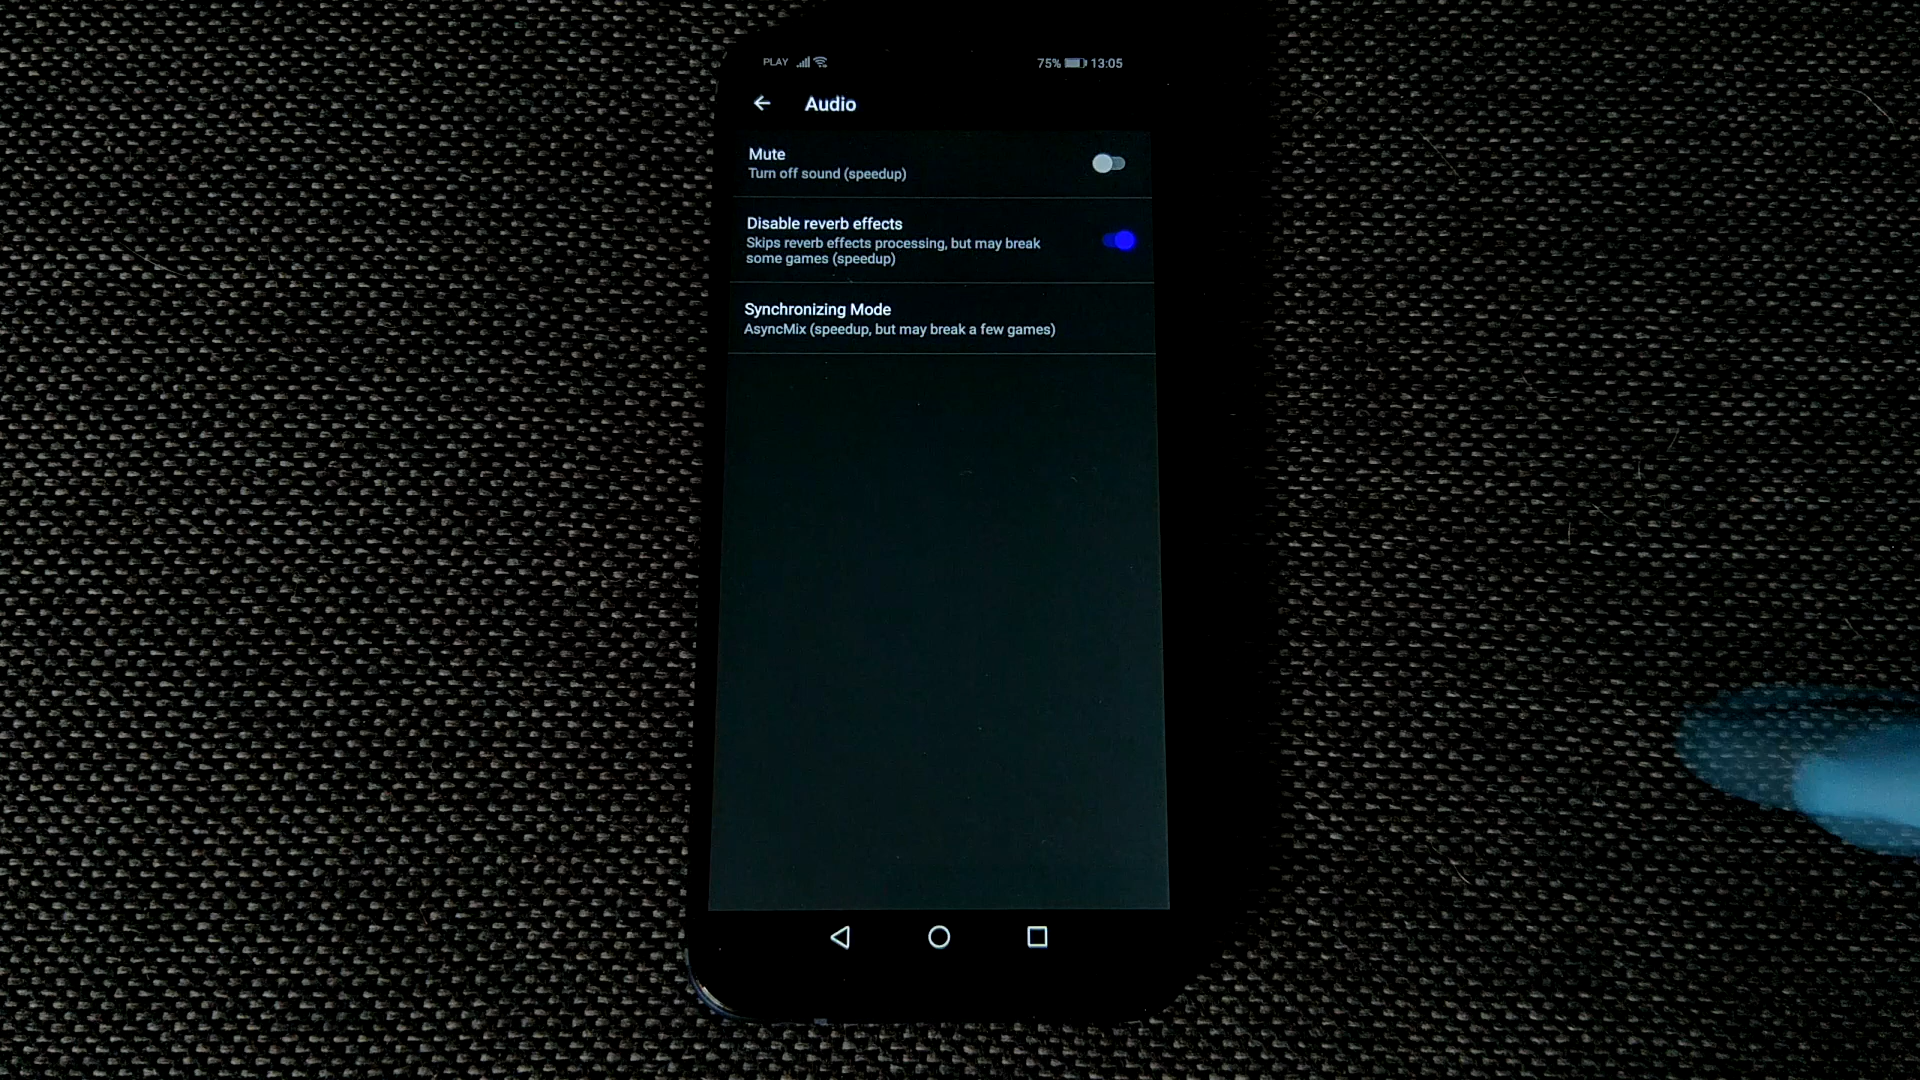 PLAY 75% 13:05
Audio
Mute
Turn off sound (speedup)
Disable reverb effects
Skips reverb effects processing, but may break
some games (speedup)
Synchronizing Mode
AsyncMix (speedup, but may break a few games)